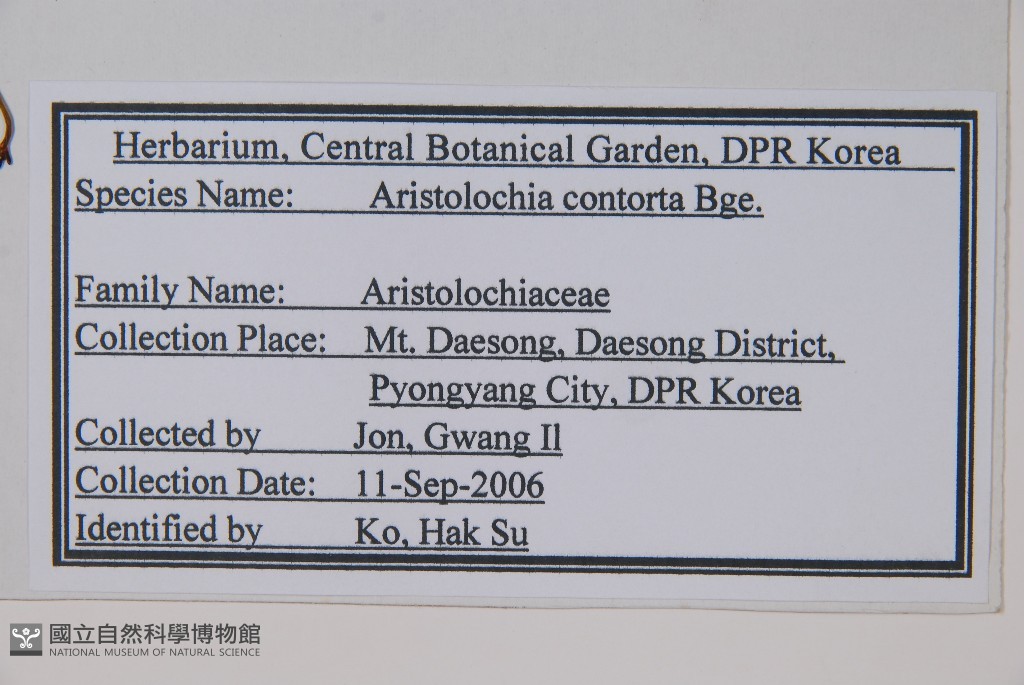 Herbarium, Central Botanical Garden, DPR Korea
Species Name: Aristolochia contorta Bge.
Family Name: Aristolochiaceae
Collection Place: Mt. Daesong, Daesong District,
Pyongyang City, DPR Korea
Collected by Jon, Gwang Il
Collection Date: 11-Sep-2006
Identified by Ko, Hak Su
國立自然科學博物館
NATIONAL MUSEUM OF NATURAL SCIENCE